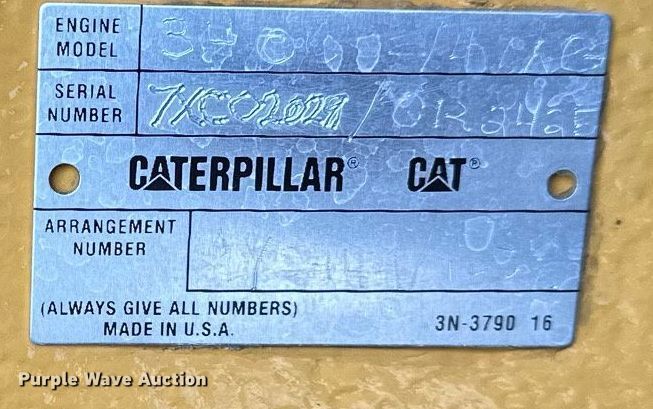 ENGINE MODEL
SERIAL NUMBER 7XC02029
CATERPILLAR® CAT®
ARRANGEMENT NUMBER
(ALWAYS GIVE ALL NUMBERS)
MADE IN U.S.A. 3N-3790 16
Purple Wave Auction